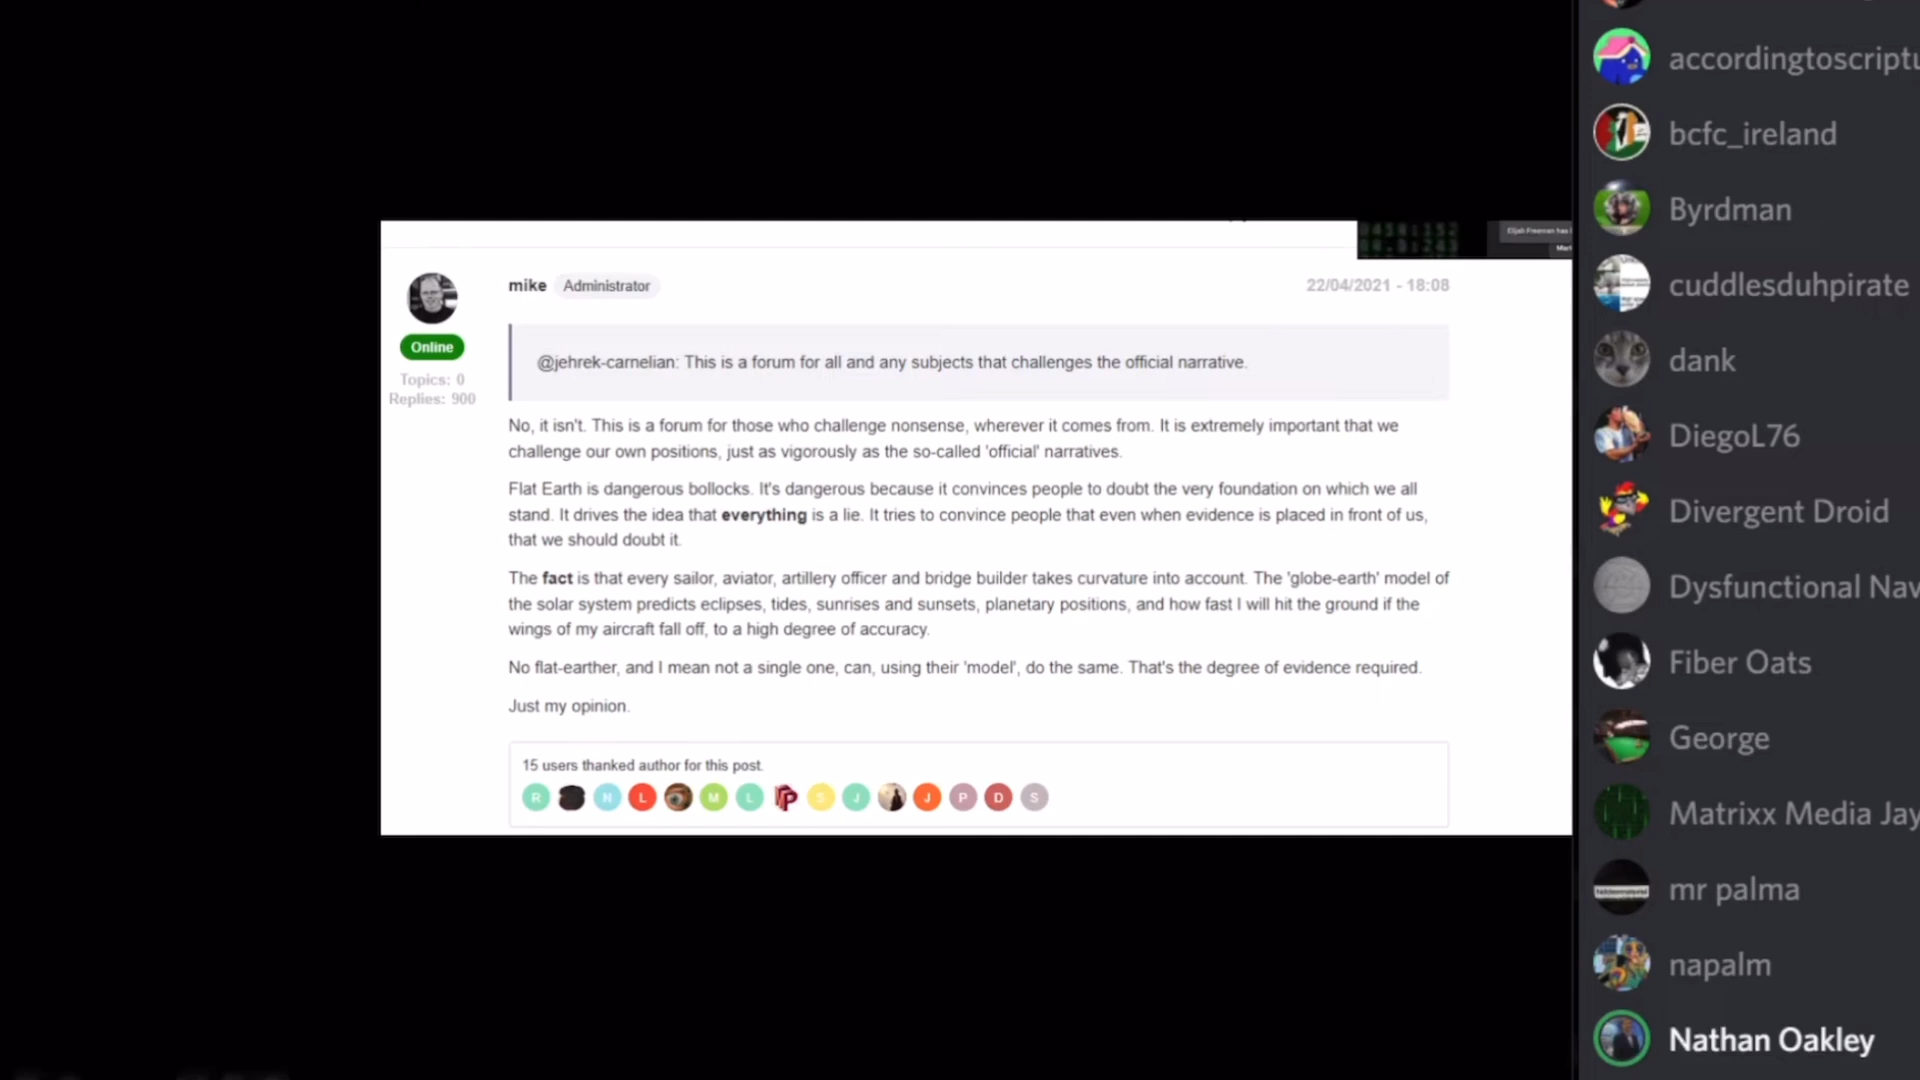 accordingtoscriptu
bcfc_ireland
Byrdman
cuddlesduhpirate
dank
DiegoL76
Divergent Droid
Dysfunctional Nav
Fiber Oats
George
Matrixx Media Jay
mr palma
napalm
Nathan Oakley
Elijah Freeman has
mike Administrator 22/04/2021 - 18:08
Online
Topics: 0
Replies: 900
@jehrek-carnelian: This is a forum for all and any subjects that challenges the official narrative.
No, it isn't. This is a forum for those who challenge nonsense, wherever it comes from. It is extremely important that we
challenge our own positions, just as vigorously as the so-called 'official' narratives.
Flat Earth is dangerous bollocks. It's dangerous because it convinces people to doubt the very foundation on which we all
stand. It drives the idea that everything is a lie. It tries to convince people that even when evidence is placed in front of us,
that we should doubt it.
The fact is that every sailor, aviator, artillery officer and bridge builder takes curvature into account. The 'globe-earth' model of
the solar system predicts eclipses, tides, sunrises and sunsets, planetary positions, and how fast I will hit the ground if the
wings of my aircraft fall off, to a high degree of accuracy.
No flat-earther, and I mean not a single one, can, using their 'model', do the same. That's the degree of evidence required.
Just my opinion.
15 users thanked author for this post.
R N L M L P S J J P D S